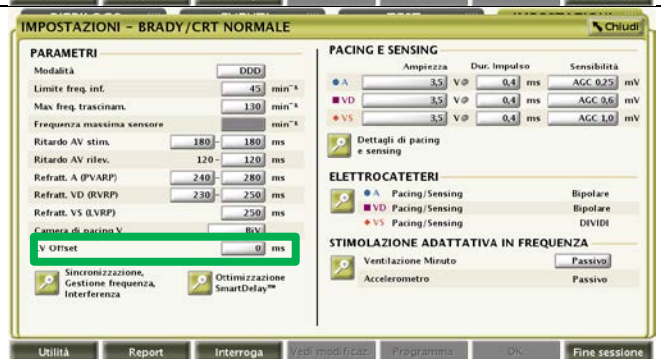 IMPOSTAZIONI - BRADY/CRT NORMALE
Chiudi
PARAMETRI
Modalità DDD
Limite freq. inf. 45 min⁻¹
Max freq. trascinam. 130 min⁻¹
Frequenza massima sensore min⁻¹
Ritardo AV stim. 180 - 180 ms
Ritardo AV rilev. 120 - 120 ms
Refratt. A (PVARP) 240 - 280 ms
Refratt. VD (RVRP) 230 - 250 ms
Refratt. VS (LVRP) 250 ms
Camera di pacing V BiV
LV Offset 0 ms
Sincronizzazione,
Gestione frequenza,
Interferenza
Ottimizzazione
SmartDelay™
PACING E SENSING
Ampiezza Dur. Impulso Sensibilità
A 3,5 V@ 0,4 ms AGC 0,25 mV
VD 3,5 V@ 0,4 ms AGC 0,6 mV
VS 3,5 V@ 0,4 ms AGC 1,0 mV
Dettagli di pacing
e sensing
ELETTROCATETERI
A Pacing/Sensing Bipolare
VD Pacing/Sensing Bipolare
VS Pacing/Sensing DIVIDI
STIMOLAZIONE ADATTATIVA IN FREQUENZA
Ventilazione Minuto Passivo
Accelerometro Passivo
Utilità Report Interroga Vedi modificaz. Programma OK Fine sessione